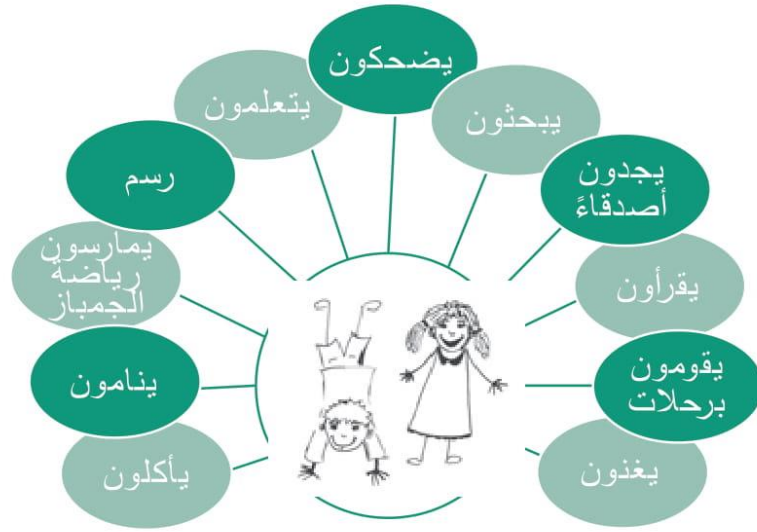 يضحكون
يبحثون
يتعلمون
يجدون
أصدقاءً
رسم
يقرأون
يمارسون
رياضة
الجمباز
يقومون
برحلات
ينامون
يغنون
يأكلون